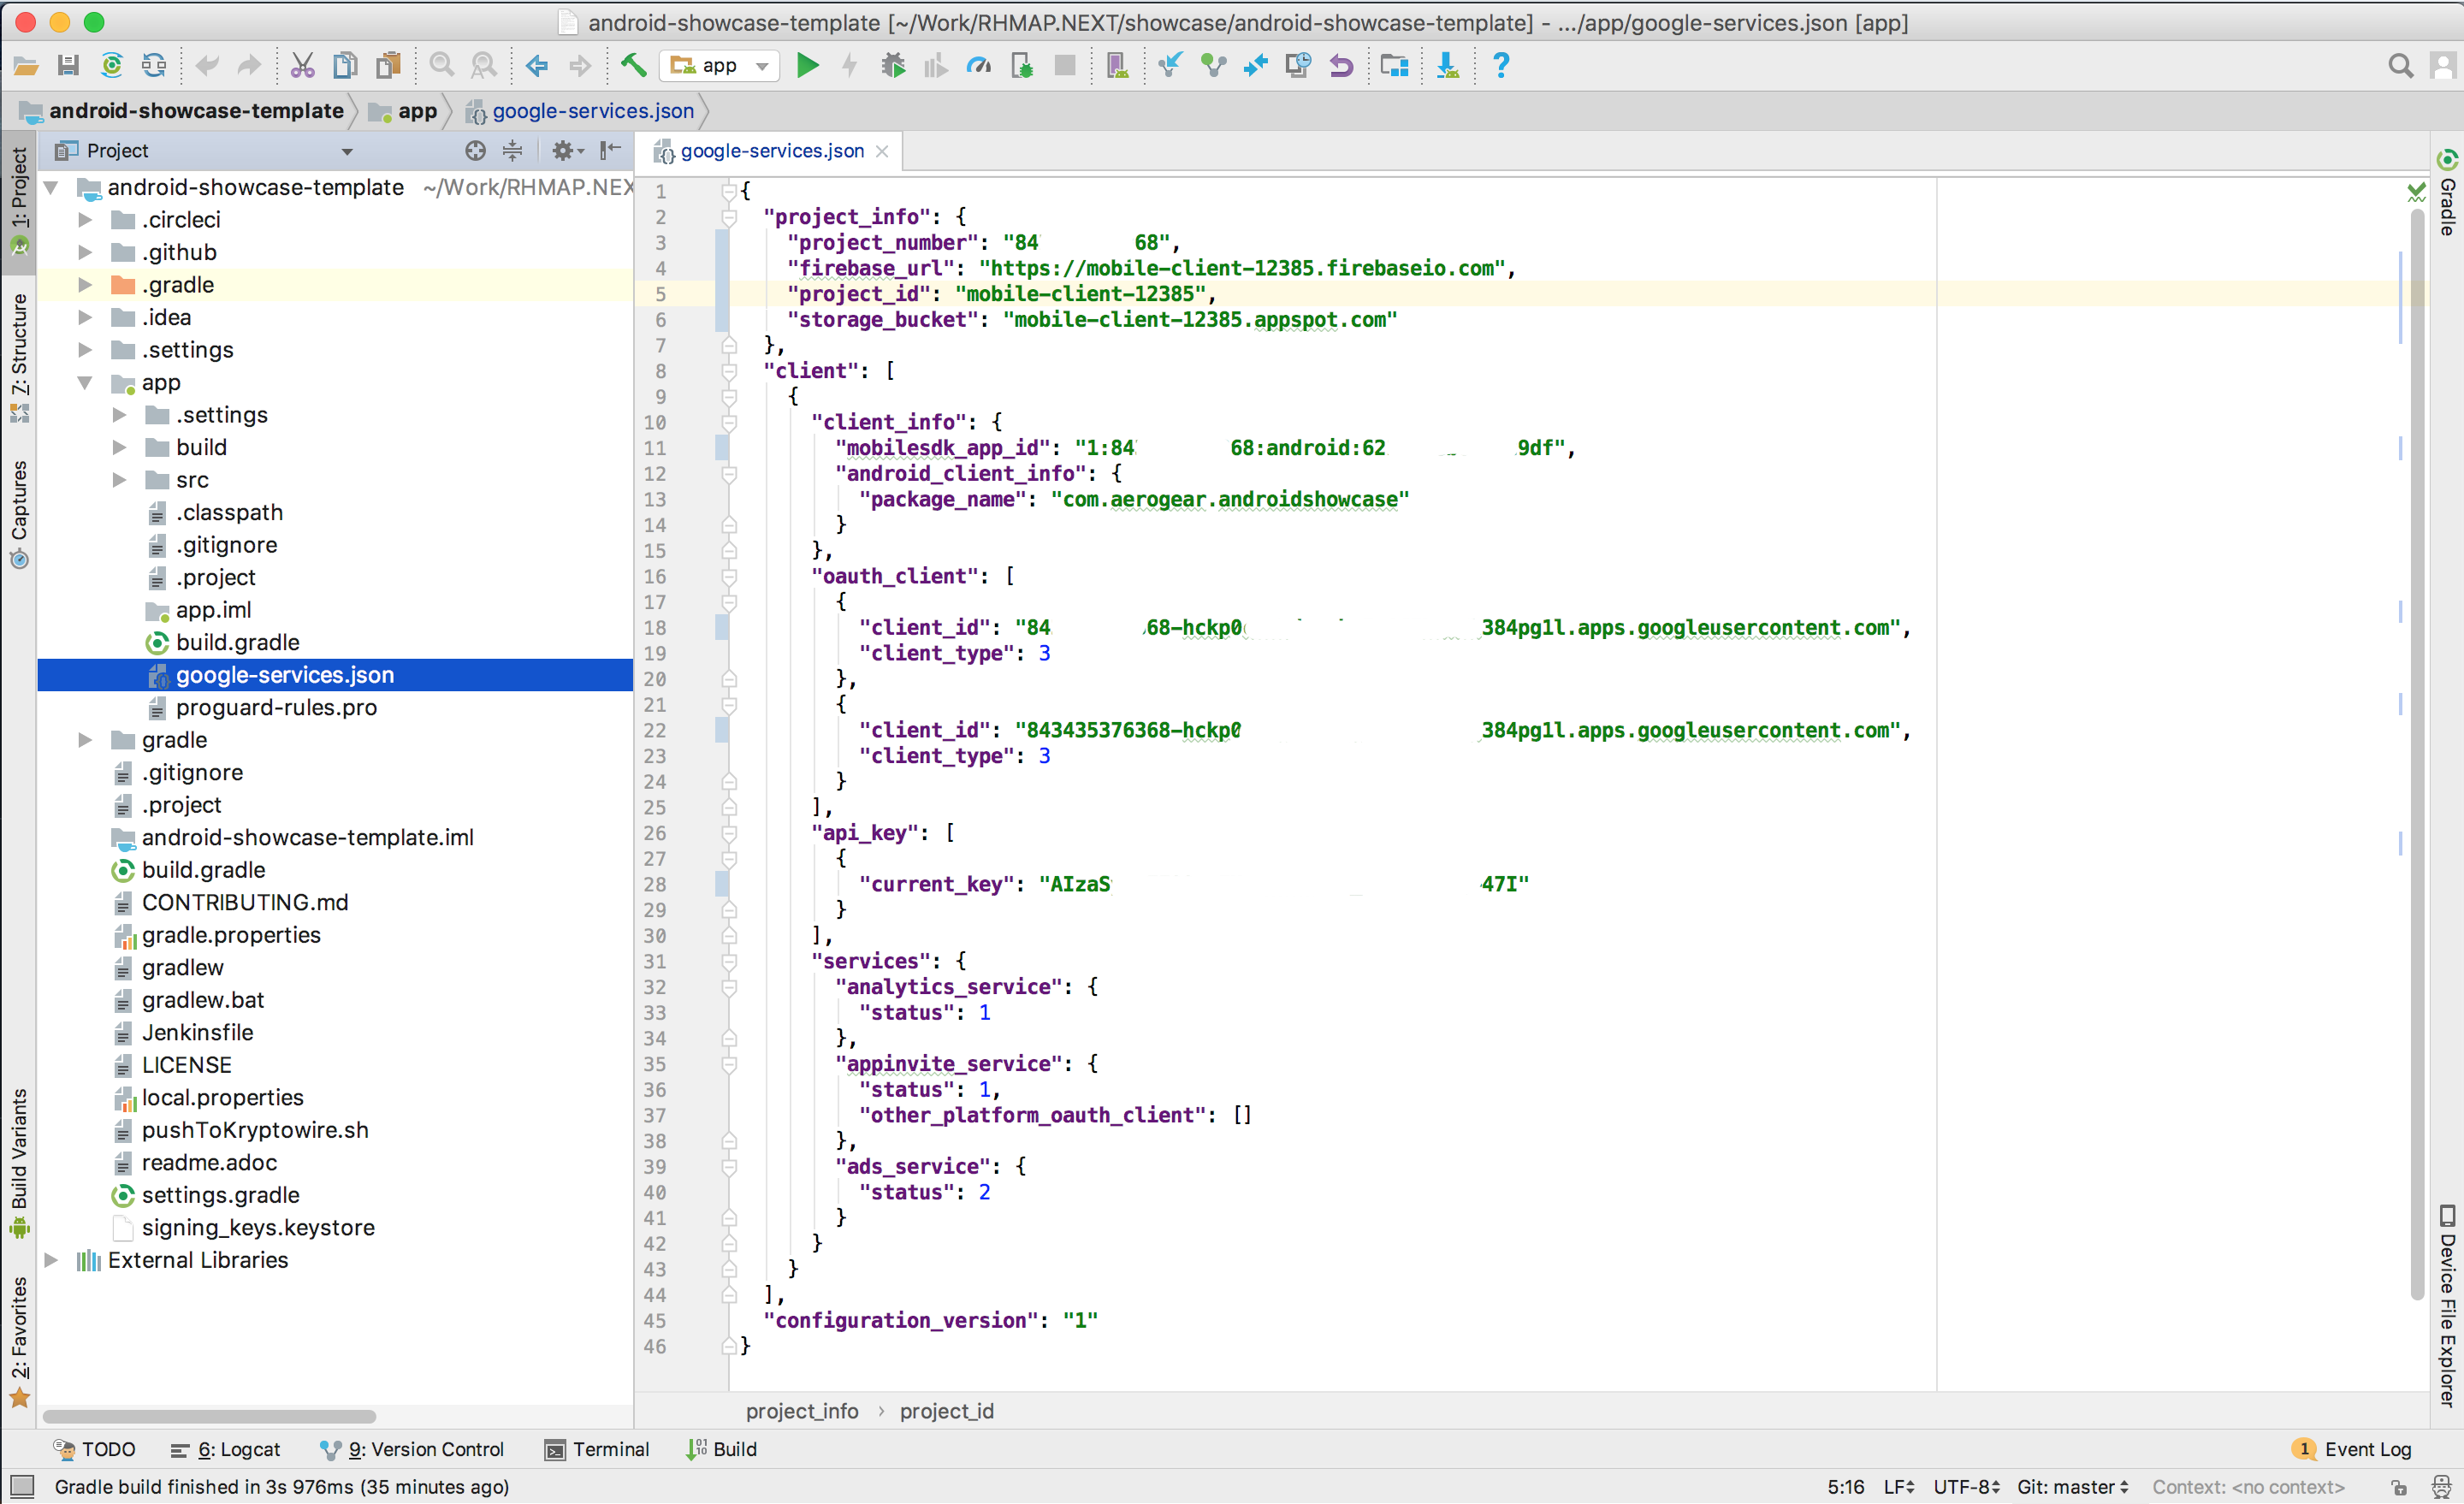 android-showcase-template [~/Work/RHMAP.NEXT/showcase/android-showcase-template] - .../app/google-services.json [app]
app
android-showcase-template app google-services.json
1: Project
Z: Structure
Captures
Build Variants
2: Favorites
Project
android-showcase-template ~/Work/RHMAP.NEX
.circleci
.github
.gradle
.idea
.settings
app
.settings
build
src
.classpath
.gitignore
.project
app.iml
build.gradle
google-services.json
proguard-rules.pro
gradle
.gitignore
.project
android-showcase-template.iml
build.gradle
CONTRIBUTING.md
gradle.properties
gradlew
gradlew.bat
Jenkinsfile
LICENSE
local.properties
pushToKryptowire.sh
readme.adoc
settings.gradle
signing_keys.keystore
External Libraries
google-services.json
1 {
2 "project_info": {
3 "project_number": "84 68",
4 "firebase_url": "https://mobile-client-12385.firebaseio.com",
5 "project_id": "mobile-client-12385",
6 "storage_bucket": "mobile-client-12385.appspot.com"
7 },
8 "client": [
9 {
10 "client_info": {
11 "mobilesdk_app_id": "1:84 68:android:62 9df",
12 "android_client_info": {
13 "package_name": "com.aerogear.androidshowcase"
14 }
15 },
16 "oauth_client": [
17 {
18 "client_id": "84 68-hckp0 384pg1l.apps.googleusercontent.com",
19 "client_type": 3
20 },
21 {
22 "client_id": "843435376368-hckp0 384pg1l.apps.googleusercontent.com",
23 "client_type": 3
24 }
25 ],
26 "api_key": [
27 {
28 "current_key": "AIzaS 47I"
29 }
30 ],
31 "services": {
32 "analytics_service": {
33 "status": 1
34 },
35 "appinvite_service": {
36 "status": 1,
37 "other_platform_oauth_client": []
38 },
39 "ads_service": {
40 "status": 2
41 }
42 }
43 }
44 ],
45 "configuration_version": "1"
46 }
project_info › project_id
Gradle
Device File Explorer
TODO 6: Logcat 9: Version Control Terminal Build 1 Event Log
Gradle build finished in 3s 976ms (35 minutes ago) 5:16 LF UTF-8 Git: master Context: <no context>